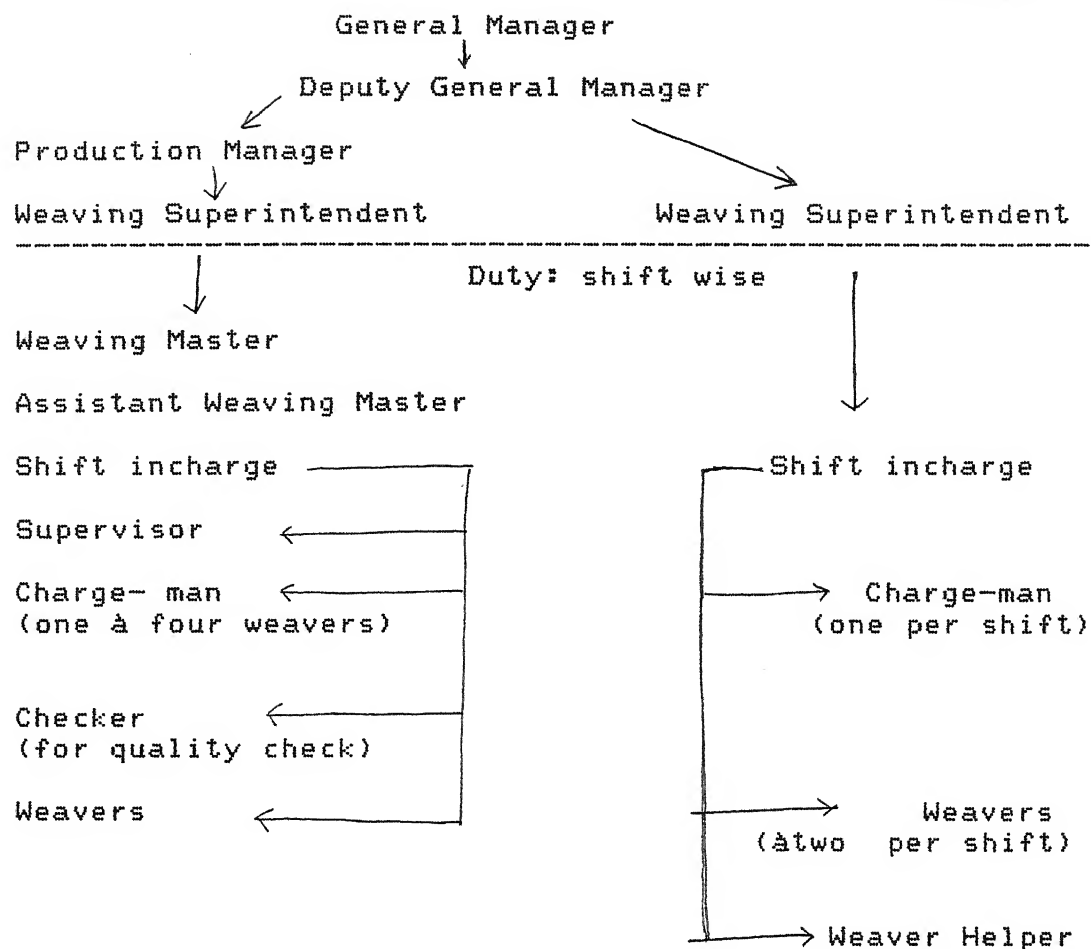 General Manager
Deputy General Manager
Production Manager
Weaving Superintendent Weaving Superintendent
Duty: shift wise
Weaving Master
Assistant Weaving Master
Shift incharge Shift incharge
Supervisor
Charge- man Charge-man
(one à four weavers) (one per shift)
Checker
(for quality check)
Weavers Weavers
(àtwo per shift)
Weaver Helper